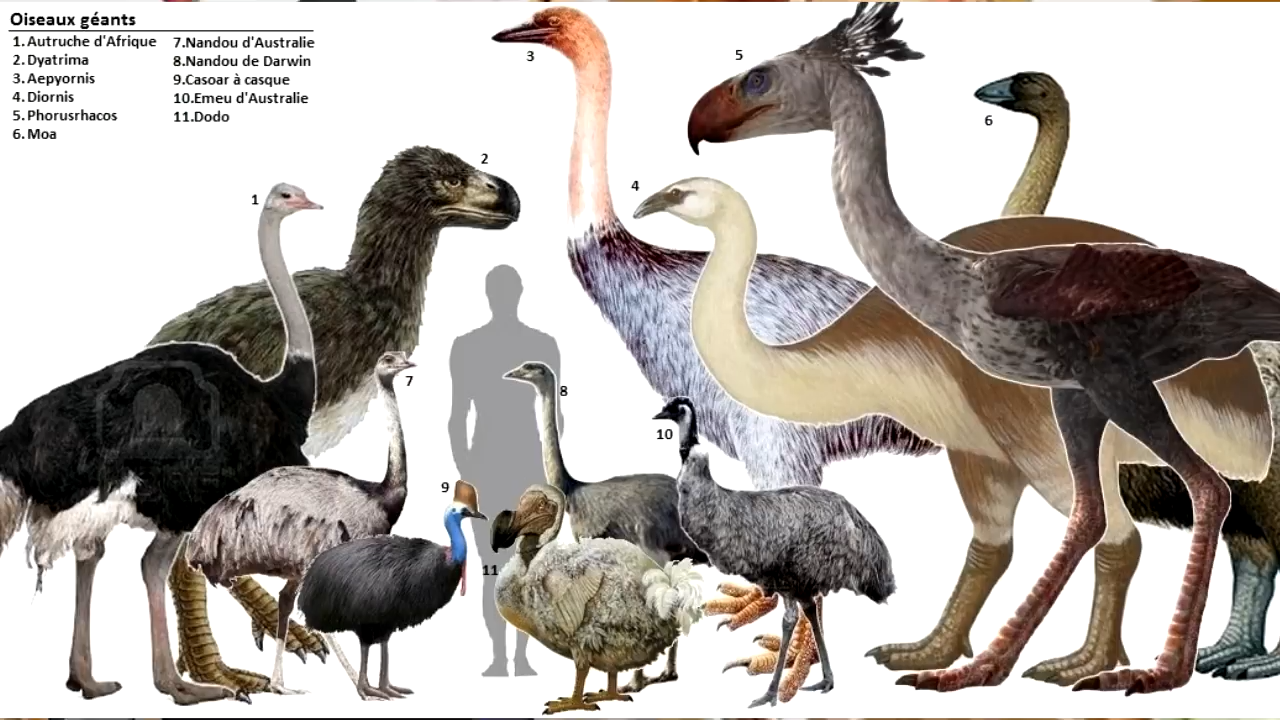 Oiseaux géants
1. Autruche d'Afrique
2. Dyatrima
3. Aepyornis
4. Diornis
5. Phorusrhacos
6. Moa
7.Nandou d'Australie
8.Nandou de Darwin
9.Casoar à casque
10.Emeu d'Australie
11.Dodo
1
2
3
4
5
6
7
8
9
10
11